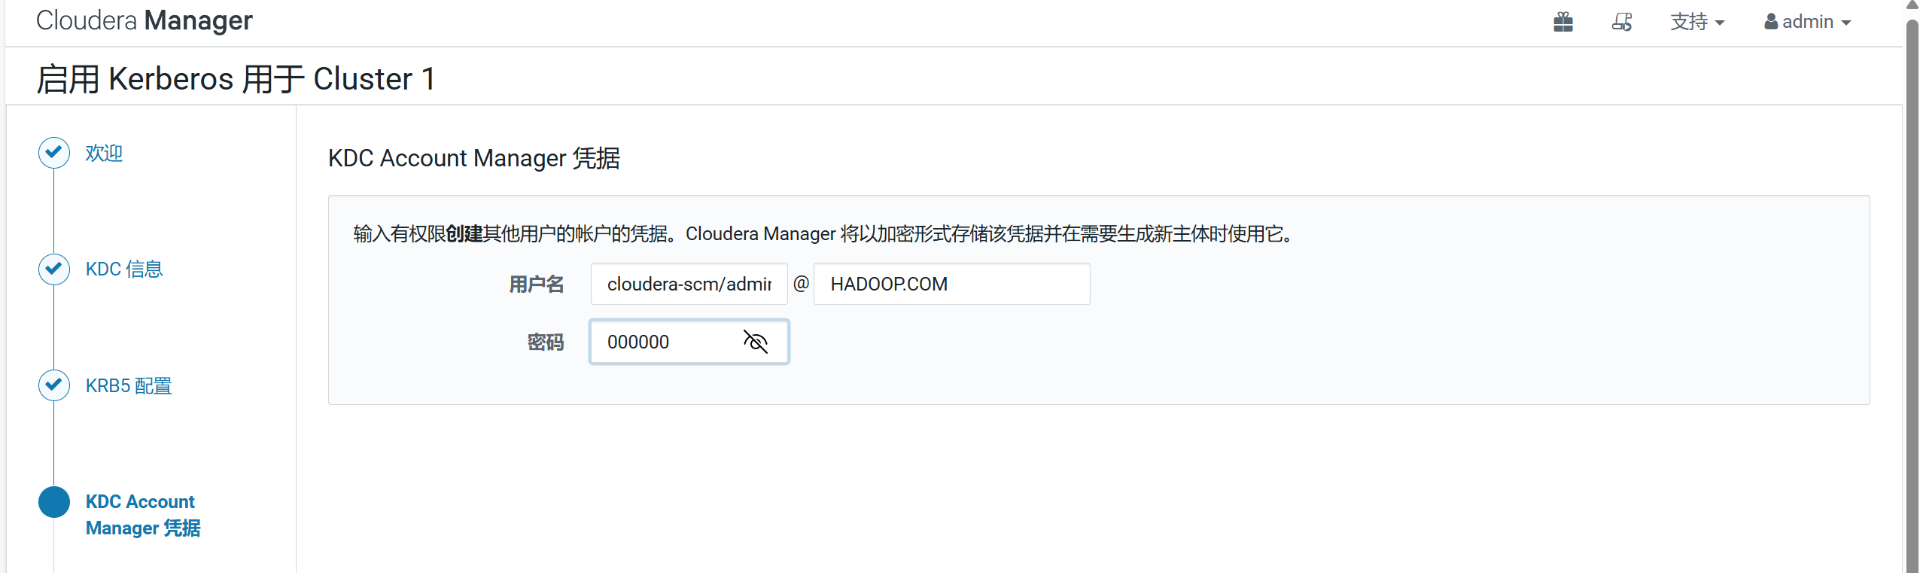 Cloudera Manager
支持
admin
启用 Kerberos 用于 Cluster 1
欢迎
KDC 信息
KRB5 配置
KDC Account
Manager 凭据
KDC Account Manager 凭据
输入有权限创建其他用户的帐户的凭据。Cloudera Manager 将以加密形式存储该凭据并在需要生成新主体时使用它。
用户名 cloudera-scm/admin @ HADOOP.COM
密码 000000